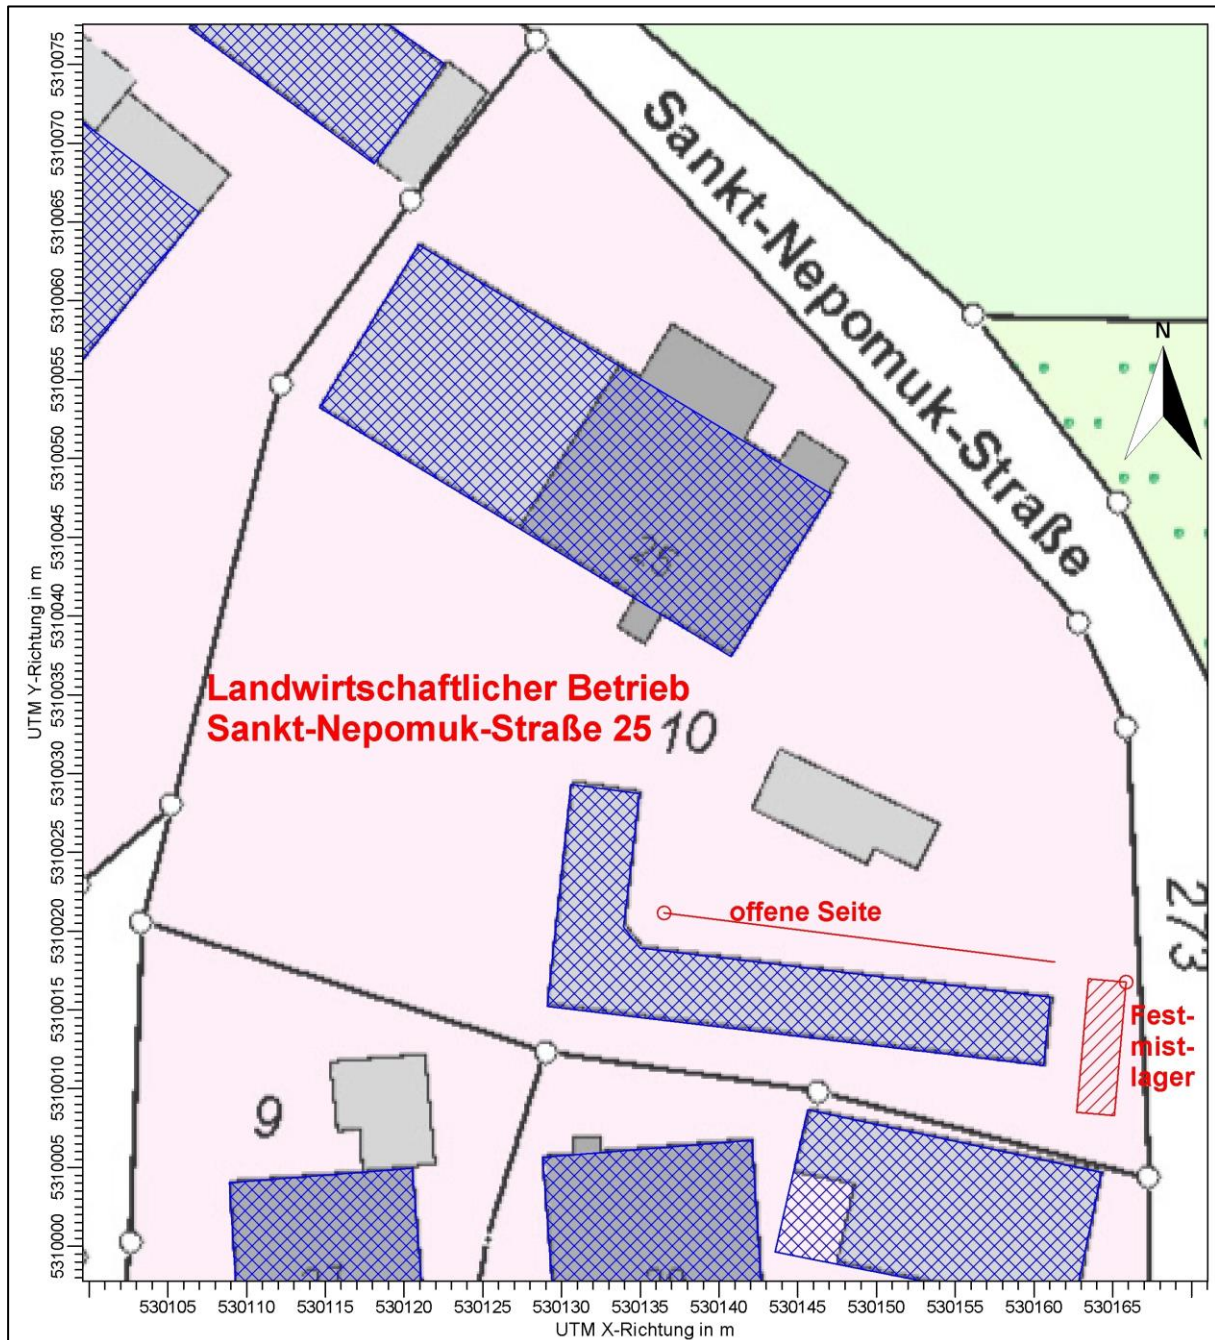 5310075
5310070
5310065
5310060
5310055
5310050
5310045
5310040
5310035
5310030
5310025
5310020
5310015
5310010
5310005
5310000
UTM Y-Richtung in m
Sankt-Nepomuk-Straße
N
Landwirtschaftlicher Betrieb
Sankt-Nepomuk-Straße 25
10
offene Seite
273
Fest-
mist-
lager
9
530105 530110 530115 530120 530125 530130 530135 530140 530145 530150 530155 530160 530165
UTM X-Richtung in m